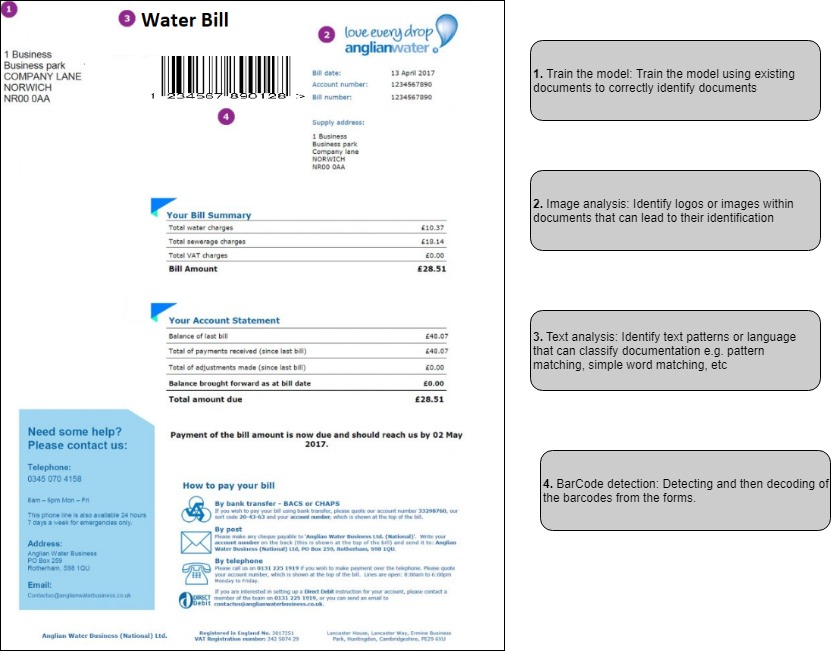 1
3 Water Bill
2 love every drop
anglianwater
1 Business
Business park
COMPANY LANE
NORWICH
NR00 0AA
1 234567 890128 >
4
Bill date: 13 April 2017
Account number: 1234567890
Bill number: 1234567890
Supply address:
1 Business
Business park
Company lane
NORWICH
NR00 0AA
Your Bill Summary
Total water charges £10.37
Total sewerage charges £18.14
Total VAT charges £0.00
Bill Amount £28.51
Your Account Statement
Balance of last bill £48.07
Total of payments received (since last bill) £48.07
Total of adjustments made (since last bill) £0.00
Balance brought forward as at bill date £0.00
Total amount due £28.51
Payment of the bill amount is now due and should reach us by 02 May
2017.
Need some help?
Please contact us:
Telephone:
0345 070 4158
8am – 5pm Mon – Fri
This phone line is also available 24 hours
7 days a week for emergencies only.
Address:
Anglian Water Business
PO Box 259
Rotherham, S98 1QU
Email:
Contactus@anglianwaterbusiness.co.uk
How to pay your bill
By bank transfer - BACS or CHAPS
If you wish to pay your bill using bank transfer, please quote our account number 33298760, our
sort code 20-43-63 and your account number, which is shown at the top of the bill.
By post
Please make any cheque payable to 'Anglian Water Business Ltd. (National)'. Write your
account number on the back (this is shown at the top of the bill) and send it to: Anglian
Water Business (National) Ltd, PO Box 259, Rotherham, S98 1QU.
By telephone
Please call us on 0131 225 1919 if you wish to make payment over the telephone. Please quote
your account number, which is shown at the top of the bill. Lines are open: 8:00am to 6:00pm
Monday to Friday.
DIRECT
Debit
If you are interested in setting up a Direct Debit instruction for your account, please contact a
member of the team on 0131 225 1919, or you can send an email to
contactus@anglianwaterbusiness.co.uk.
Anglian Water Business (National) Ltd.
Registered in England No. 3017251
VAT Registration number: 342 5074 29
Lancaster House, Lancaster Way, Ermine Business
Park, Huntingdon, Cambridgeshire, PE29 6XU
1. Train the model: Train the model using existing
documents to correctly identify documents
2. Image analysis: Identify logos or images within
documents that can lead to their identification
3. Text analysis: Identify text patterns or language
that can classify documentation e.g. pattern
matching, simple word matching, etc
4. BarCode detection: Detecting and then decoding of
the barcodes from the forms.